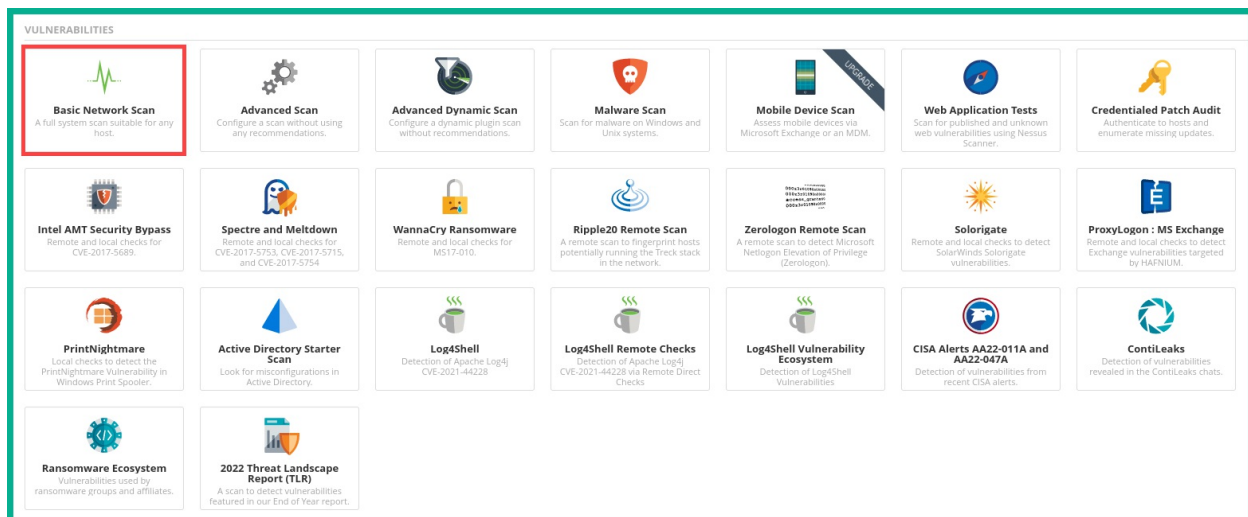 VULNERABILITIES
Basic Network Scan
A full system scan suitable for any
host.
Advanced Scan
Configure a scan without using
any recommendations.
Advanced Dynamic Scan
Configure a dynamic plugin scan
without recommendations.
Malware Scan
Scan for malware on Windows and
Unix systems.
UPGRADE
Mobile Device Scan
Assess mobile devices via
Microsoft Exchange or an MDM.
Web Application Tests
Scan for published and unknown
web vulnerabilities using Nessus
Scanner.
Credentialed Patch Audit
Authenticate to hosts and
enumerate missing updates.
Intel AMT Security Bypass
Remote and local checks for
CVE-2017-5689.
Spectre and Meltdown
Remote and local checks for
CVE-2017-5753, CVE-2017-5715,
and CVE-2017-5754
WannaCry Ransomware
Remote and local checks for
MS17-010.
Ripple20 Remote Scan
A remote scan to fingerprint hosts
potentially running the Treck stack
in the network.
Zerologon Remote Scan
A remote scan to detect Microsoft
Netlogon Elevation of Privilege
(Zerologon).
Solorigate
Remote and local checks to detect
SolarWinds Solorigate
vulnerabilities.
ProxyLogon : MS Exchange
Remote and local checks to detect
Exchange vulnerabilities targeted
by HAFNIUM.
PrintNightmare
Local checks to detect the
PrintNightmare Vulnerability in
Windows Print Spooler.
Active Directory Starter
Scan
Look for misconfigurations in
Active Directory.
Log4Shell
Detection of Apache Log4j
CVE-2021-44228
Log4Shell Remote Checks
Detection of Apache Log4j
CVE-2021-44228 via Remote Direct
Checks
Log4Shell Vulnerability
Ecosystem
Detection of Log4Shell
Vulnerabilities
CISA Alerts AA22-011A and
AA22-047A
Detection of vulnerabilities from
recent CISA alerts.
ContiLeaks
Detection of vulnerabilities
revealed in the ContiLeaks chats.
Ransomware Ecosystem
Vulnerabilities used by
ransomware groups and affiliates.
2022 Threat Landscape
Report (TLR)
A scan to detect vulnerabilities
featured in our End of Year report.